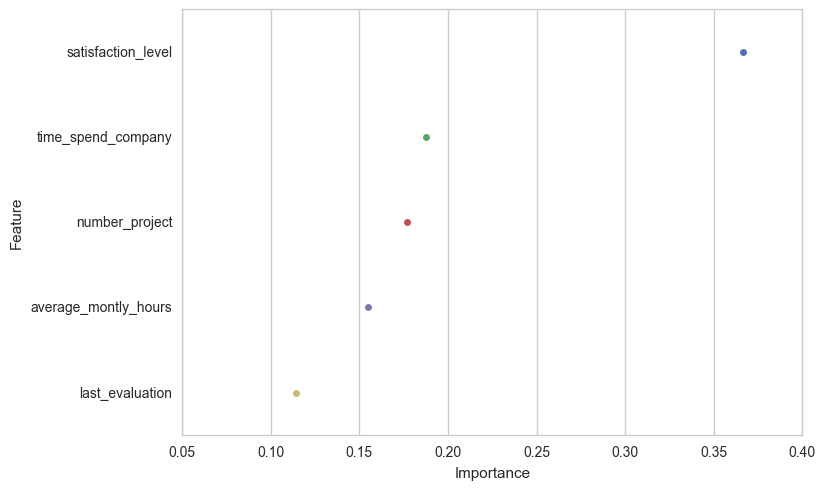 satisfaction_level
time_spend_company
number_project
average_montly_hours
last_evaluation
Feature
0.05 0.10 0.15 0.20 0.25 0.30 0.35 0.40
Importance